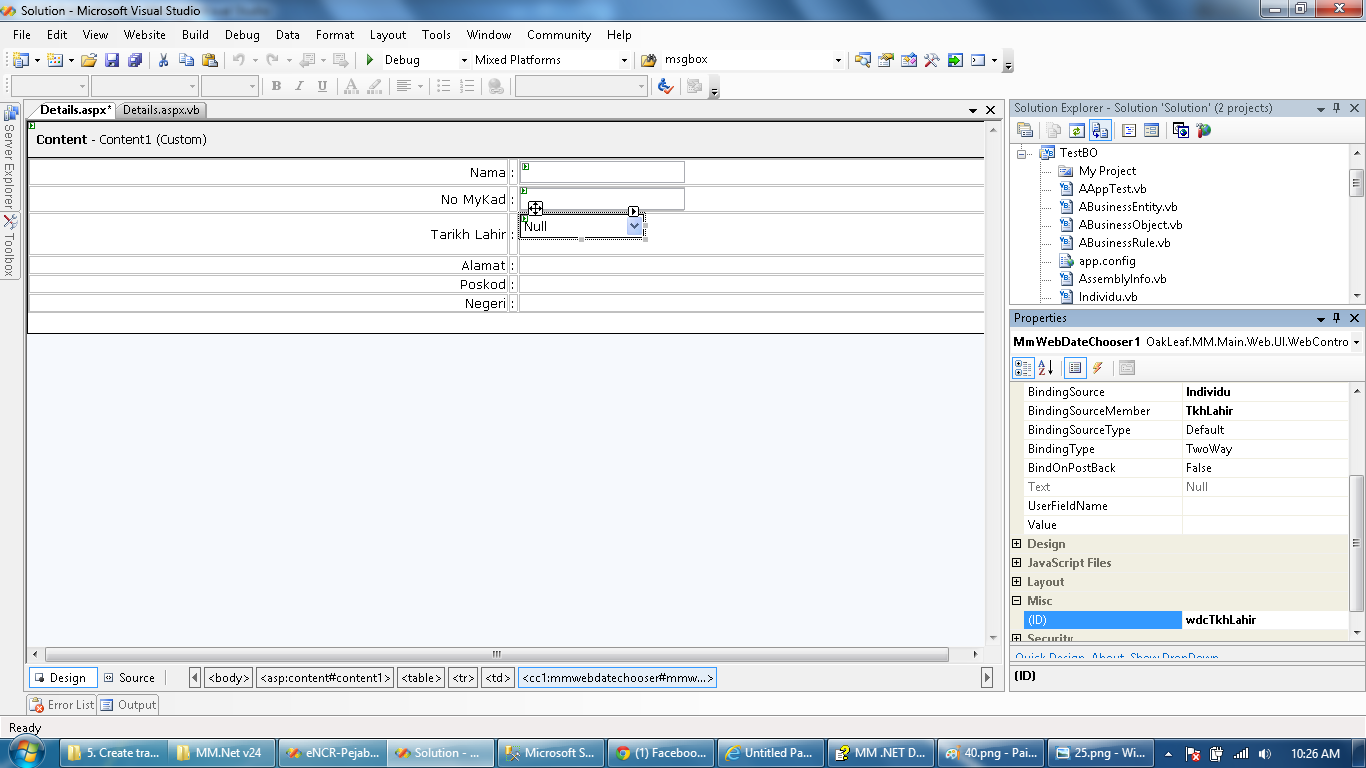 Solution - Microsoft Visual Studio
File Edit View Website Build Debug Data Format Layout Tools Window Community Help
Debug Mixed Platforms msgbox
B I U A
Server Explorer
Toolbox
Details.aspx* Details.aspx.vb
Content - Content1 (Custom)
Nama :
No MyKad :
Tarikh Lahir : Null
Alamat :
Poskod :
Negeri :
Design Source <body> <asp:content#content1> <table> <tr> <td> <cc1:mmwebdatechooser#mmw...>
Error List Output
Ready
Solution Explorer - Solution 'Solution' (2 projects)
TestBO
My Project
AAppTest.vb
ABusinessEntity.vb
ABusinessObject.vb
ABusinessRule.vb
app.config
AssemblyInfo.vb
Individu.vb
Properties
MmWebDateChooser1 OakLeaf.MM.Main.Web.UI.WebContro
BindingSource Individu
BindingSourceMember TkhLahir
BindingSourceType Default
BindingType TwoWay
BindOnPostBack False
Text Null
UserFieldName
Value
Design
JavaScript Files
Layout
Misc
(ID) wdcTkhLahir
Security
Quick Design, About, Show DropDown
(ID)
5. Create tra... MM.Net v24 eNCR-Pejab... Solution - ... Microsoft S... (1) Faceboo... Untitled Pa... MM .NET D... 40.png - Pai... 25.png - Wi... 10:26 AM